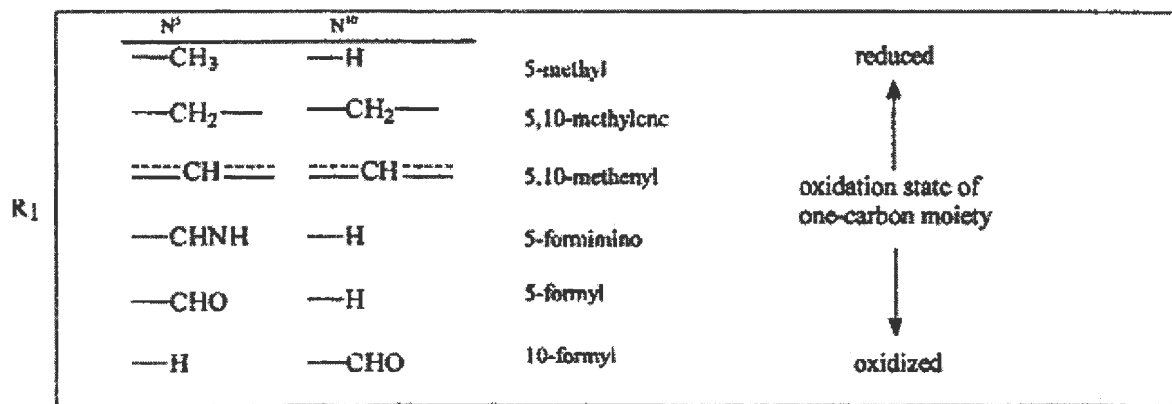 N⁵ N¹⁰
—CH₃ —H 5-methyl reduced
—CH₂— —CH₂— 5,10-methylene
CH CH 5,10-methenyl
R₁ oxidation state of
one-carbon moiety
—CHNH —H 5-formimino
—CHO —H 5-formyl
—H —CHO 10-formyl oxidized